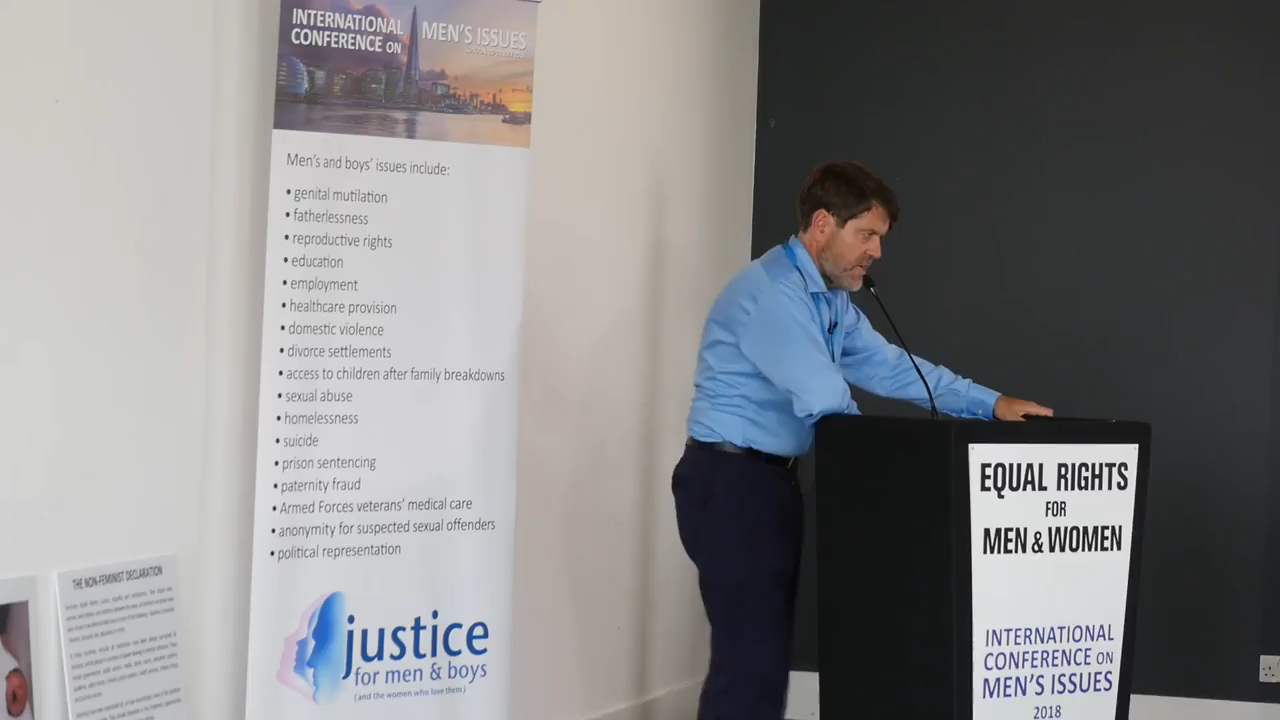 INTERNATIONAL
CONFERENCE ON
MEN'S ISSUES
Men's and boys' issues include:
• genital mutilation
• fatherlessness
• reproductive rights
• education
• employment
• healthcare provision
• domestic violence
• divorce settlements
• access to children after family breakdowns
• sexual abuse
• homelessness
• suicide
• prison sentencing
• paternity fraud
• Armed Forces veterans' medical care
• anonymity for suspected sexual offenders
• political representation
justice
for men & boys
(and the women who love them)
THE NON-FEMINIST DECLARATION
EQUAL RIGHTS
FOR
MEN & WOMEN
INTERNATIONAL
CONFERENCE ON
MEN'S ISSUES
2018